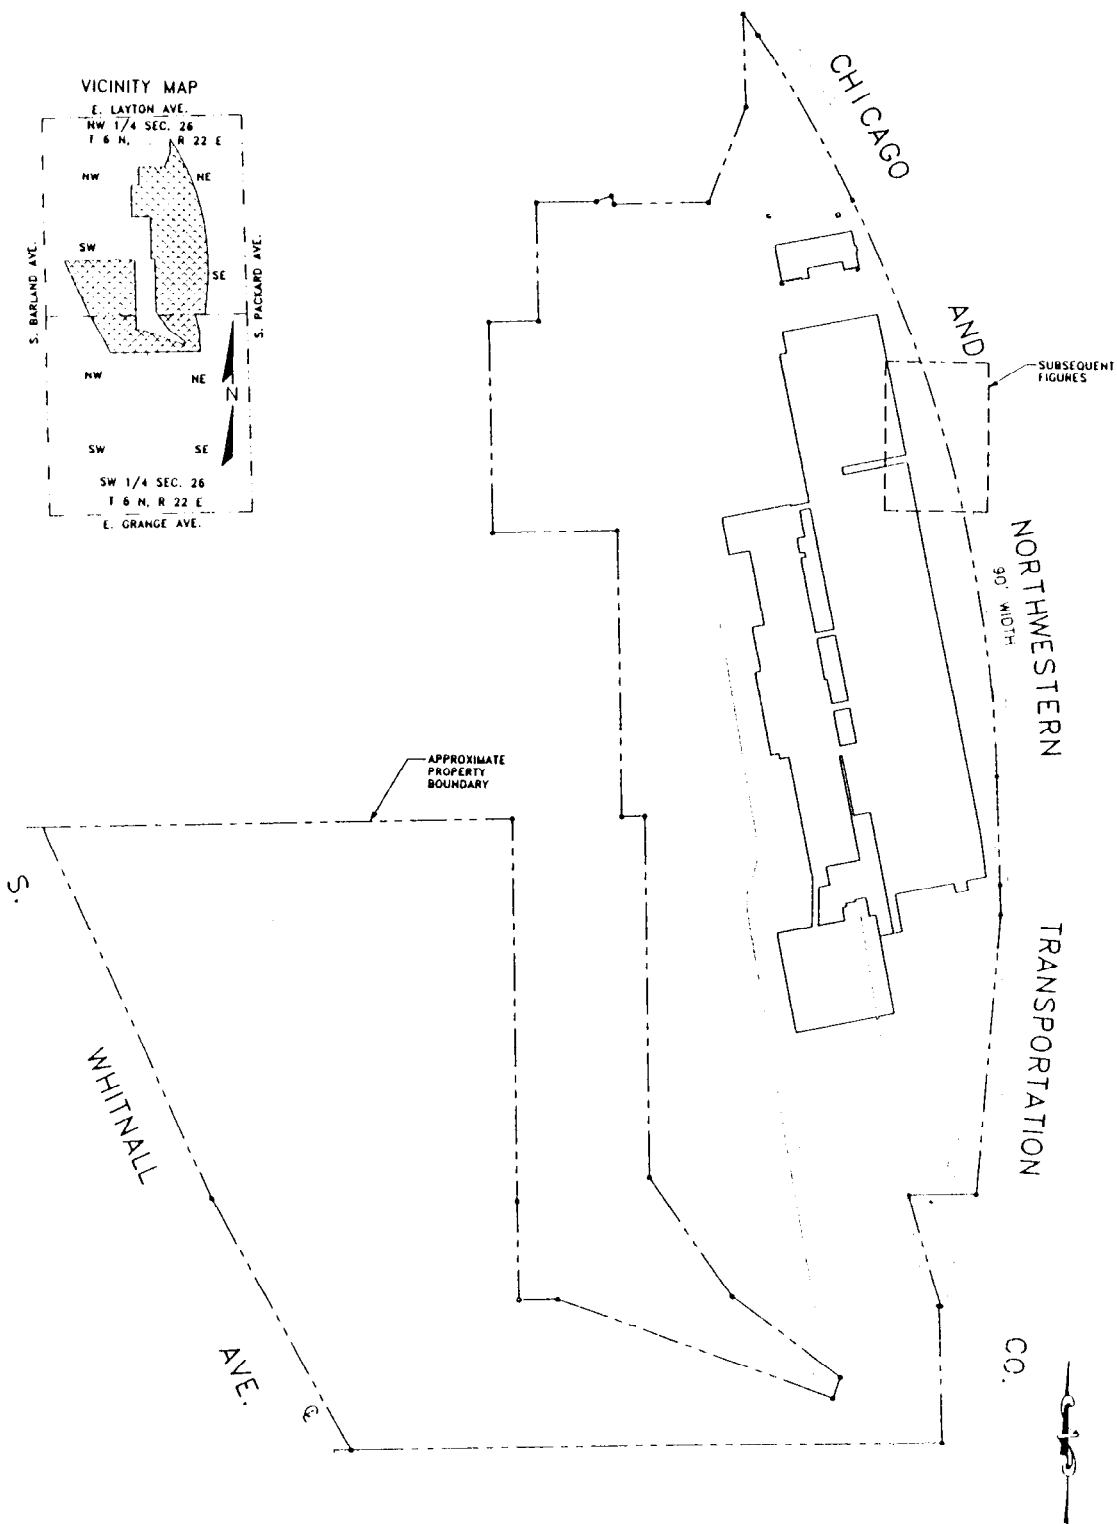 VICINITY MAP
E. LAYTON AVE.
NW 1/4 SEC. 26
T 6 N, R 22 E
NW
NE
SW
SE
S. BARLAND AVE.
S. PACKARD AVE.
NW
NE
N
SW
SE
SW 1/4 SEC. 26
T 6 N, R 22 E
E. GRANGE AVE.
CHICAGO
AND
NORTHWESTERN
90' WIDTH
TRANSPORTATION
CO.
SUBSEQUENT
FIGURES
APPROXIMATE
PROPERTY
BOUNDARY
S.
WHITNALL
AVE.